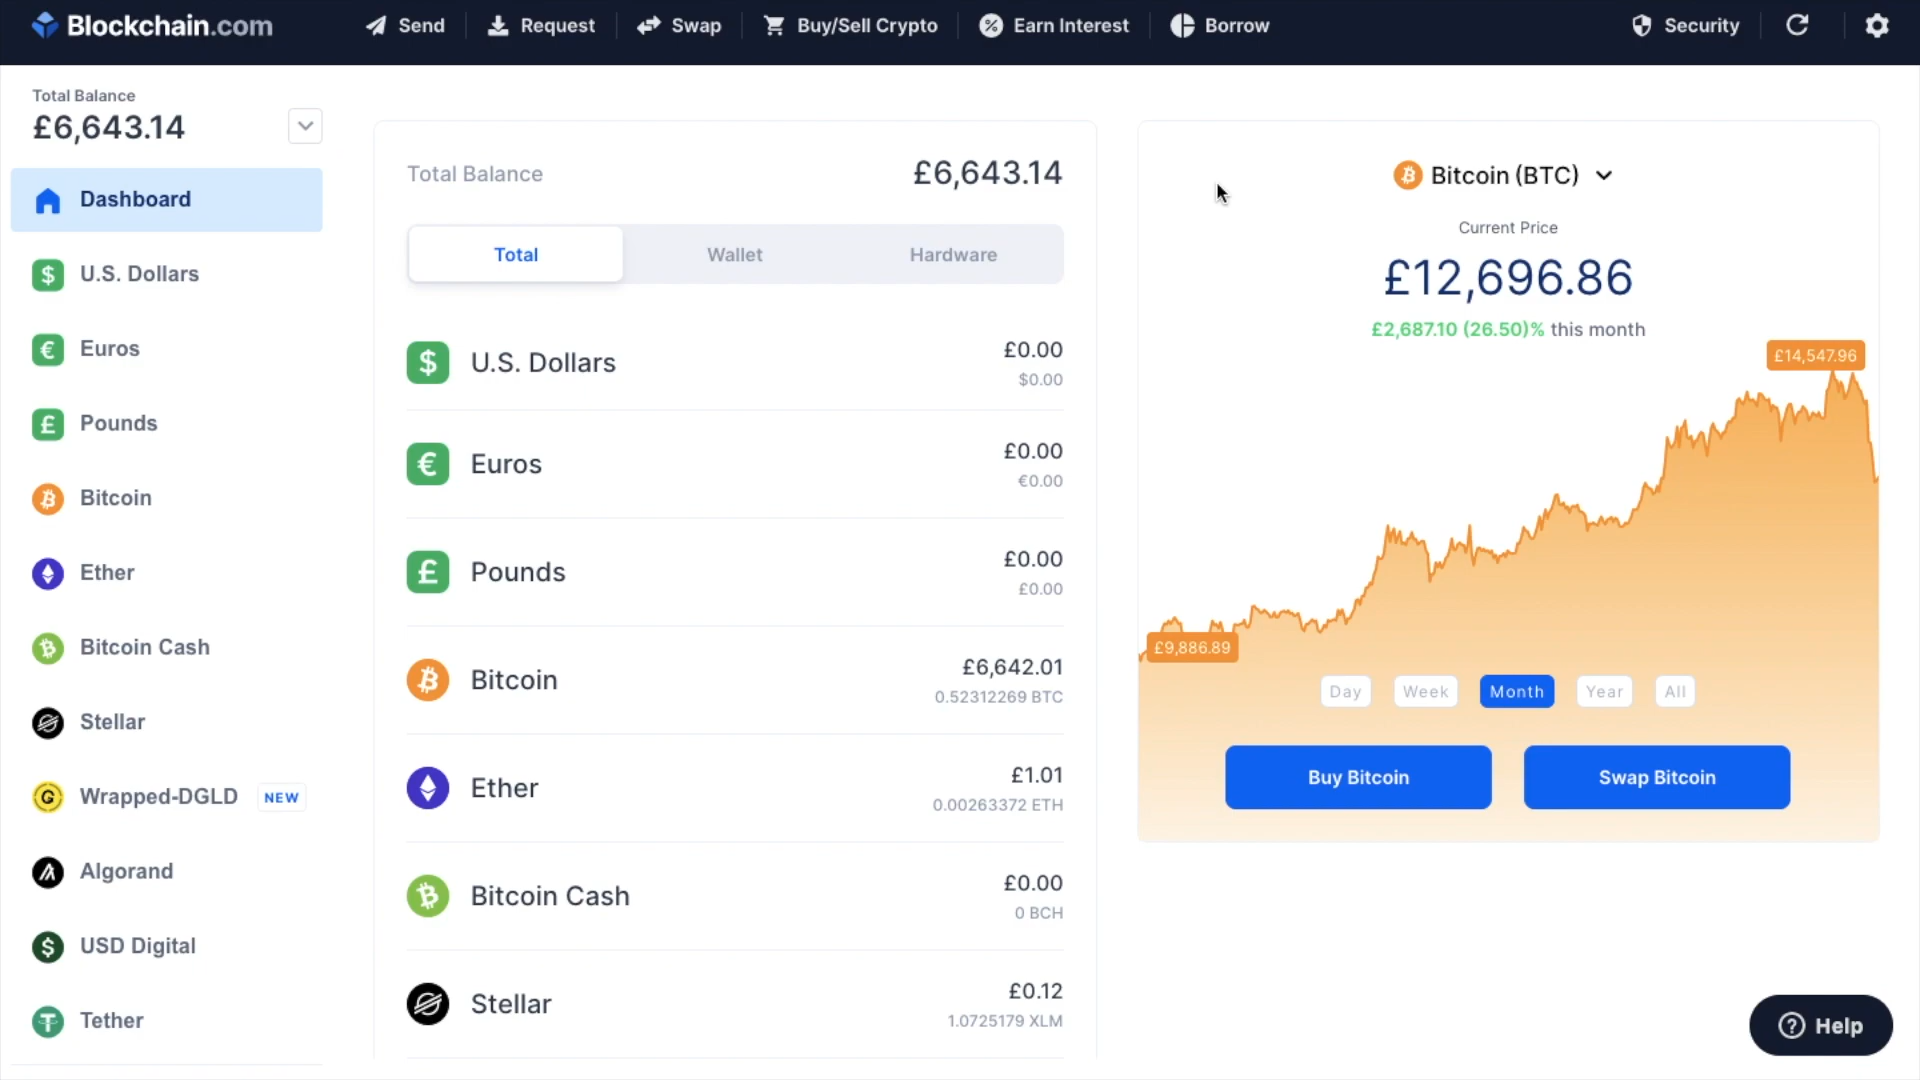 Blockchain.com
Send
Request
Swap
Buy/Sell Crypto
Earn Interest
Borrow
Security
Total Balance
£6,643.14
Dashboard
U.S. Dollars
Euros
Pounds
Bitcoin
Ether
Bitcoin Cash
Stellar
Wrapped-DGLD NEW
Algorand
USD Digital
Tether
Total Balance £6,643.14
Total Wallet Hardware
U.S. Dollars £0.00
$0.00
Euros £0.00
€0.00
Pounds £0.00
£0.00
Bitcoin £6,642.01
0.52312269 BTC
Ether £1.01
0.00263372 ETH
Bitcoin Cash £0.00
0 BCH
Stellar £0.12
1.0725179 XLM
Bitcoin (BTC)
Current Price
£12,696.86
£2,687.10 (26.50)% this month
£14,547.96
£9,886.89
Day Week Month Year All
Buy Bitcoin Swap Bitcoin
Help